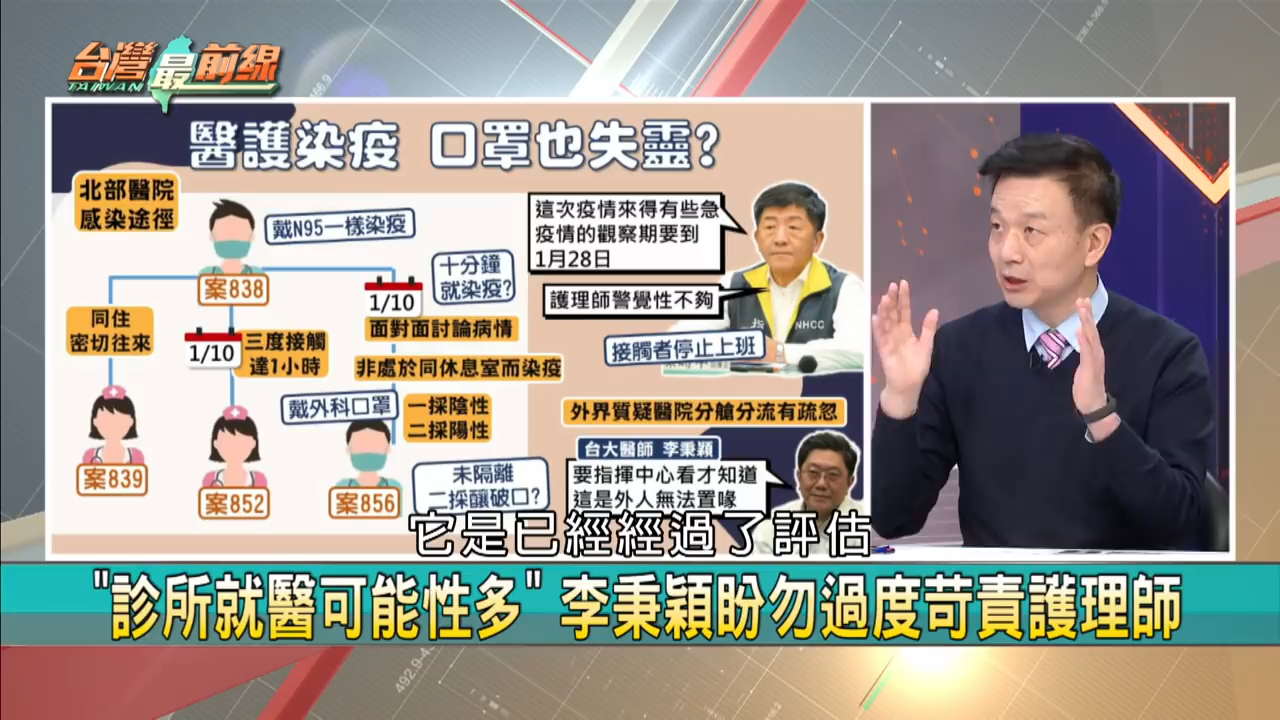 台灣最前線
TAIWAN
醫護染疫 口罩也失靈?
北部醫院
感染途徑
戴N95一樣染疫
案838
十分鐘
就染疫?
1/10
面對面討論病情
同住
密切往來
1/10
三度接觸
達1小時
非處於同休息室而染疫
戴外科口罩
一採陰性
二採陽性
案839
案852
案856
未隔離
二採釀破口?
這次疫情來得有些急
疫情的觀察期要到
1月28日
護理師警覺性不夠
指
NHCC
接觸者停止上班
外界質疑醫院分艙分流有疏忽
台大醫師 李秉穎
要指揮中心看才知道
這是外人無法置喙
它是已經經過了評估
"診所就醫可能性多" 李秉穎盼勿過度苛責護理師
492.9-4